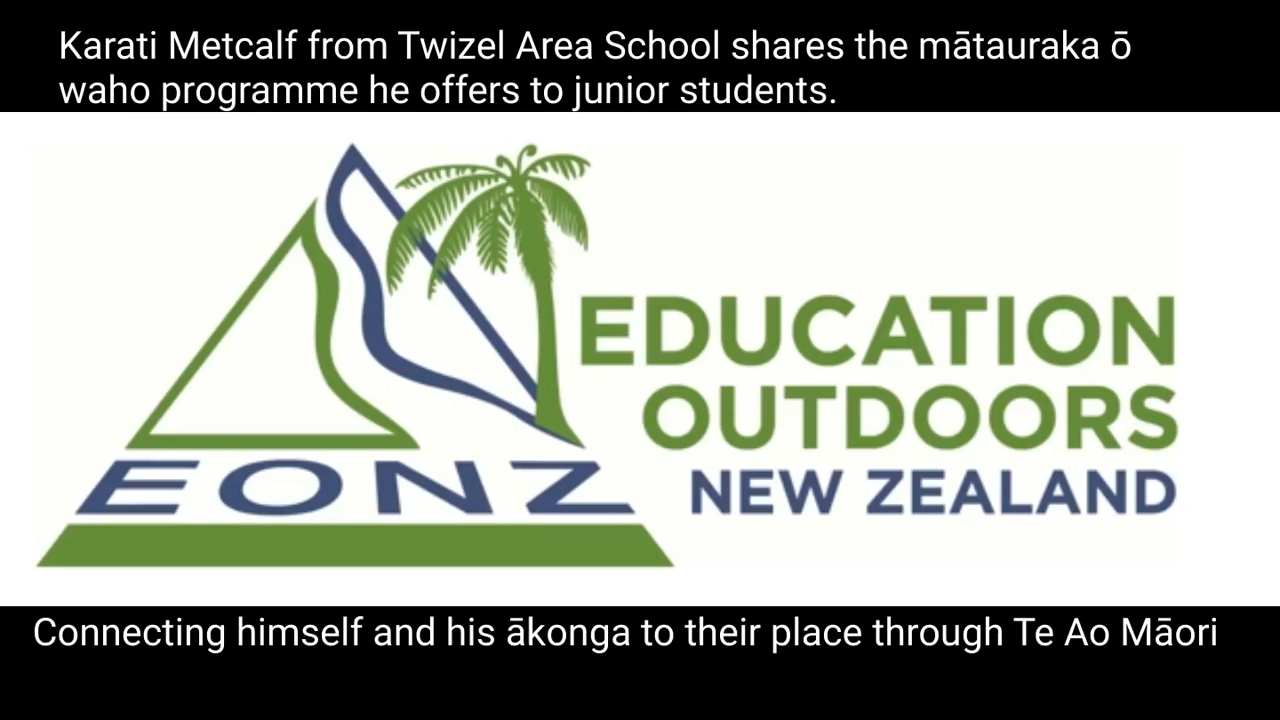 Karati Metcalf from Twizel Area School shares the mātauraka ō
waho programme he offers to junior students.
EDUCATION
OUTDOORS
EONZ
NEW ZEALAND
Connecting himself and his ākonga to their place through Te Ao Māori